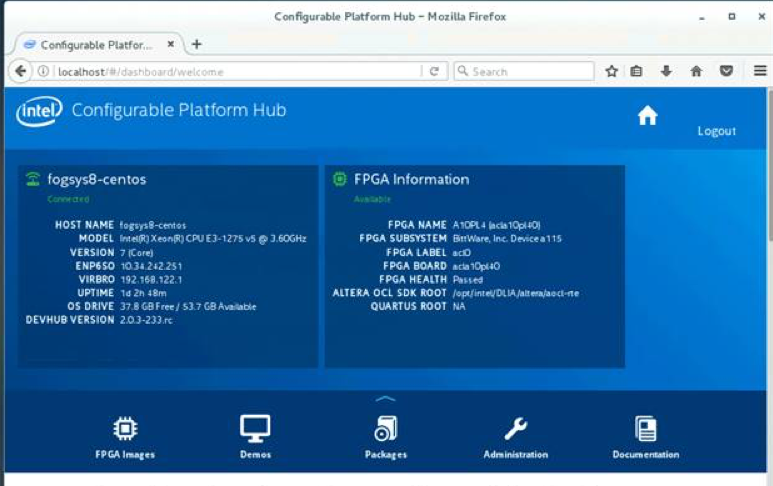 Configurable Platform Hub - Mozilla Firefox
Configurable Platfor... × +
localhost/#/dashboard/welcome
Search
intel Configurable Platform Hub
Logout
fogsys8-centos
Connected
HOST NAME fogsys8-centos
MODEL Intel(R) Xeon(R) CPU E3-1275 v5 @ 3.60GHz
VERSION 7 (Core)
ENP6S0 10.34.242.251
VIRBR0 192.168.122.1
UPTIME 1d 2h 48m
OS DRIVE 37.8 GB Free / 53.7 GB Available
DEVHUB VERSION 2.0.3-233.rc
FPGA Information
Available
FPGA NAME A10PL4 (acla10pl40)
FPGA SUBSYSTEM BittWare, Inc. Device a115
FPGA LABEL acl0
FPGA BOARD acla10pl40
FPGA HEALTH Passed
ALTERA OCL SDK ROOT /opt/intel/DLIA/altera/aocl-rte
QUARTUS ROOT NA
FPGA Images
Demos
Packages
Administration
Documentation